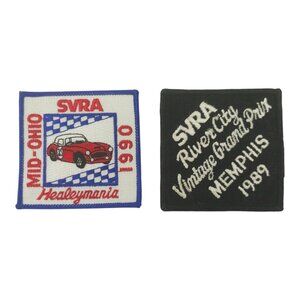 SVRA
MID-OHIO
1990
Healeymania
SVRA
River City
Vintage Grand Prix
MEMPHIS
1989